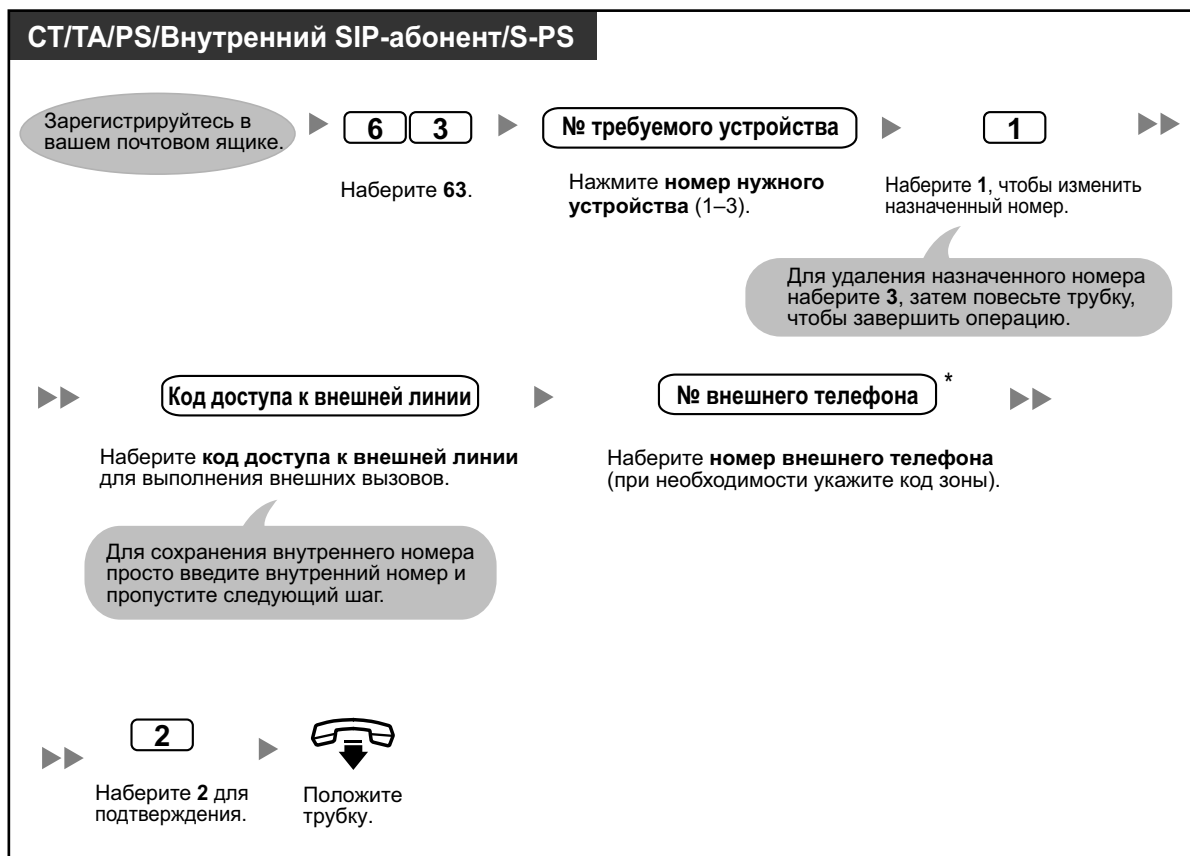 СТ/ТА/PS/Внутренний SIP-абонент/S-PS
Зарегистрируйтесь в
вашем почтовом ящике.
6 3
Наберите 63.
№ требуемого устройства
Нажмите номер нужного
устройства (1–3).
1
Наберите 1, чтобы изменить
назначенный номер.
Для удаления назначенного номера
наберите 3, затем повесьте трубку,
чтобы завершить операцию.
Код доступа к внешней линии
Наберите код доступа к внешней линии
для выполнения внешних вызовов.
Для сохранения внутреннего номера
просто введите внутренний номер и
пропустите следующий шаг.
№ внешнего телефона *
Наберите номер внешнего телефона
(при необходимости укажите код зоны).
2
Наберите 2 для
подтверждения.
Положите
трубку.